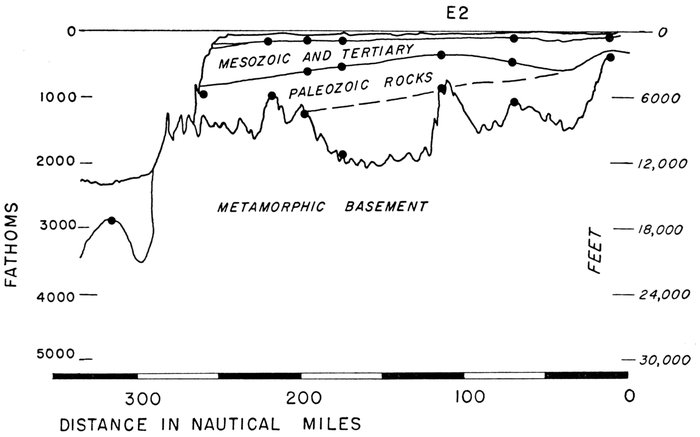 E2
0
0
MESOZOIC AND TERTIARY
PALEOZOIC ROCKS
1000
6000
2000
12,000
METAMORPHIC BASEMENT
3000
18,000
FATHOMS
FEET
4000
24,000
5000
30,000
300
200
100
0
DISTANCE IN NAUTICAL MILES